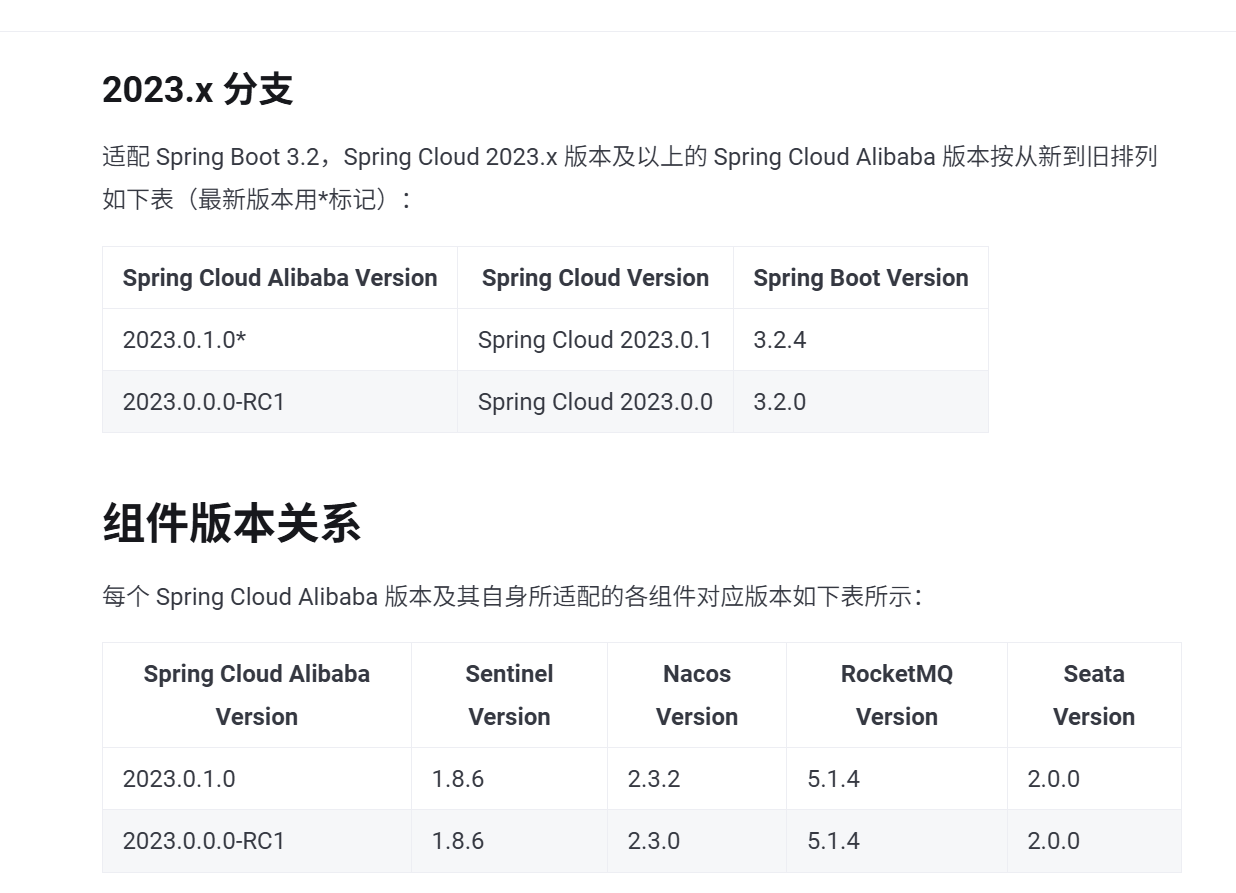 2023.x 分支
适配 Spring Boot 3.2，Spring Cloud 2023.x 版本及以上的 Spring Cloud Alibaba 版本按从新到旧排列
如下表（最新版本用*标记）：
Spring Cloud Alibaba Version Spring Cloud Version Spring Boot Version
2023.0.1.0* Spring Cloud 2023.0.1 3.2.4
2023.0.0.0-RC1 Spring Cloud 2023.0.0 3.2.0
组件版本关系
每个 Spring Cloud Alibaba 版本及其自身所适配的各组件对应版本如下表所示：
Spring Cloud Alibaba Sentinel Nacos RocketMQ Seata
Version Version Version Version Version
2023.0.1.0 1.8.6 2.3.2 5.1.4 2.0.0
2023.0.0.0-RC1 1.8.6 2.3.0 5.1.4 2.0.0